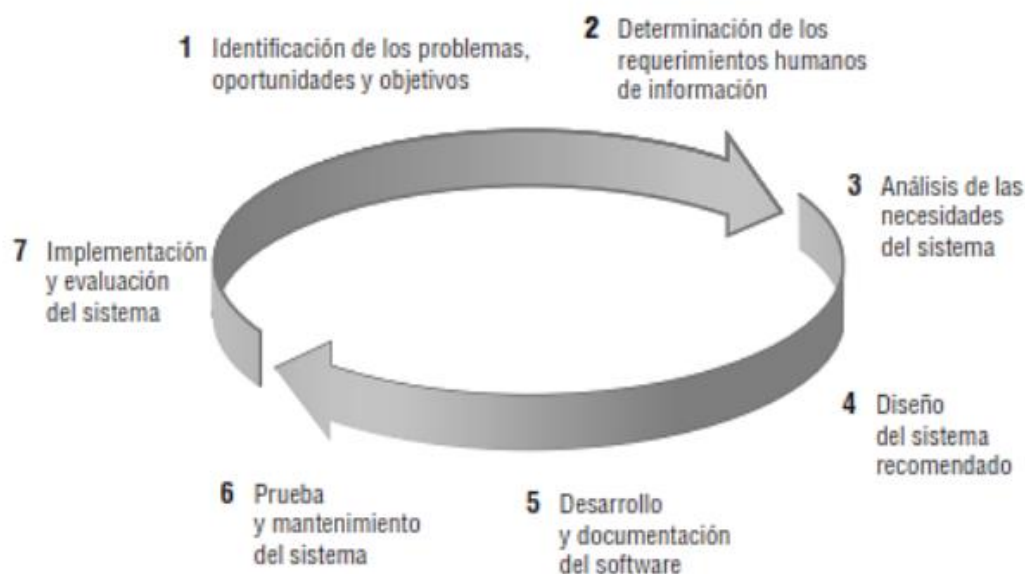 1 Identificación de los problemas,
oportunidades y objetivos
2 Determinación de los
requerimientos humanos
de información
3 Análisis de las
necesidades
del sistema
4 Diseño
del sistema
recomendado
5 Desarrollo
y documentación
del software
6 Prueba
y mantenimiento
del sistema
7 Implementación
y evaluación
del sistema